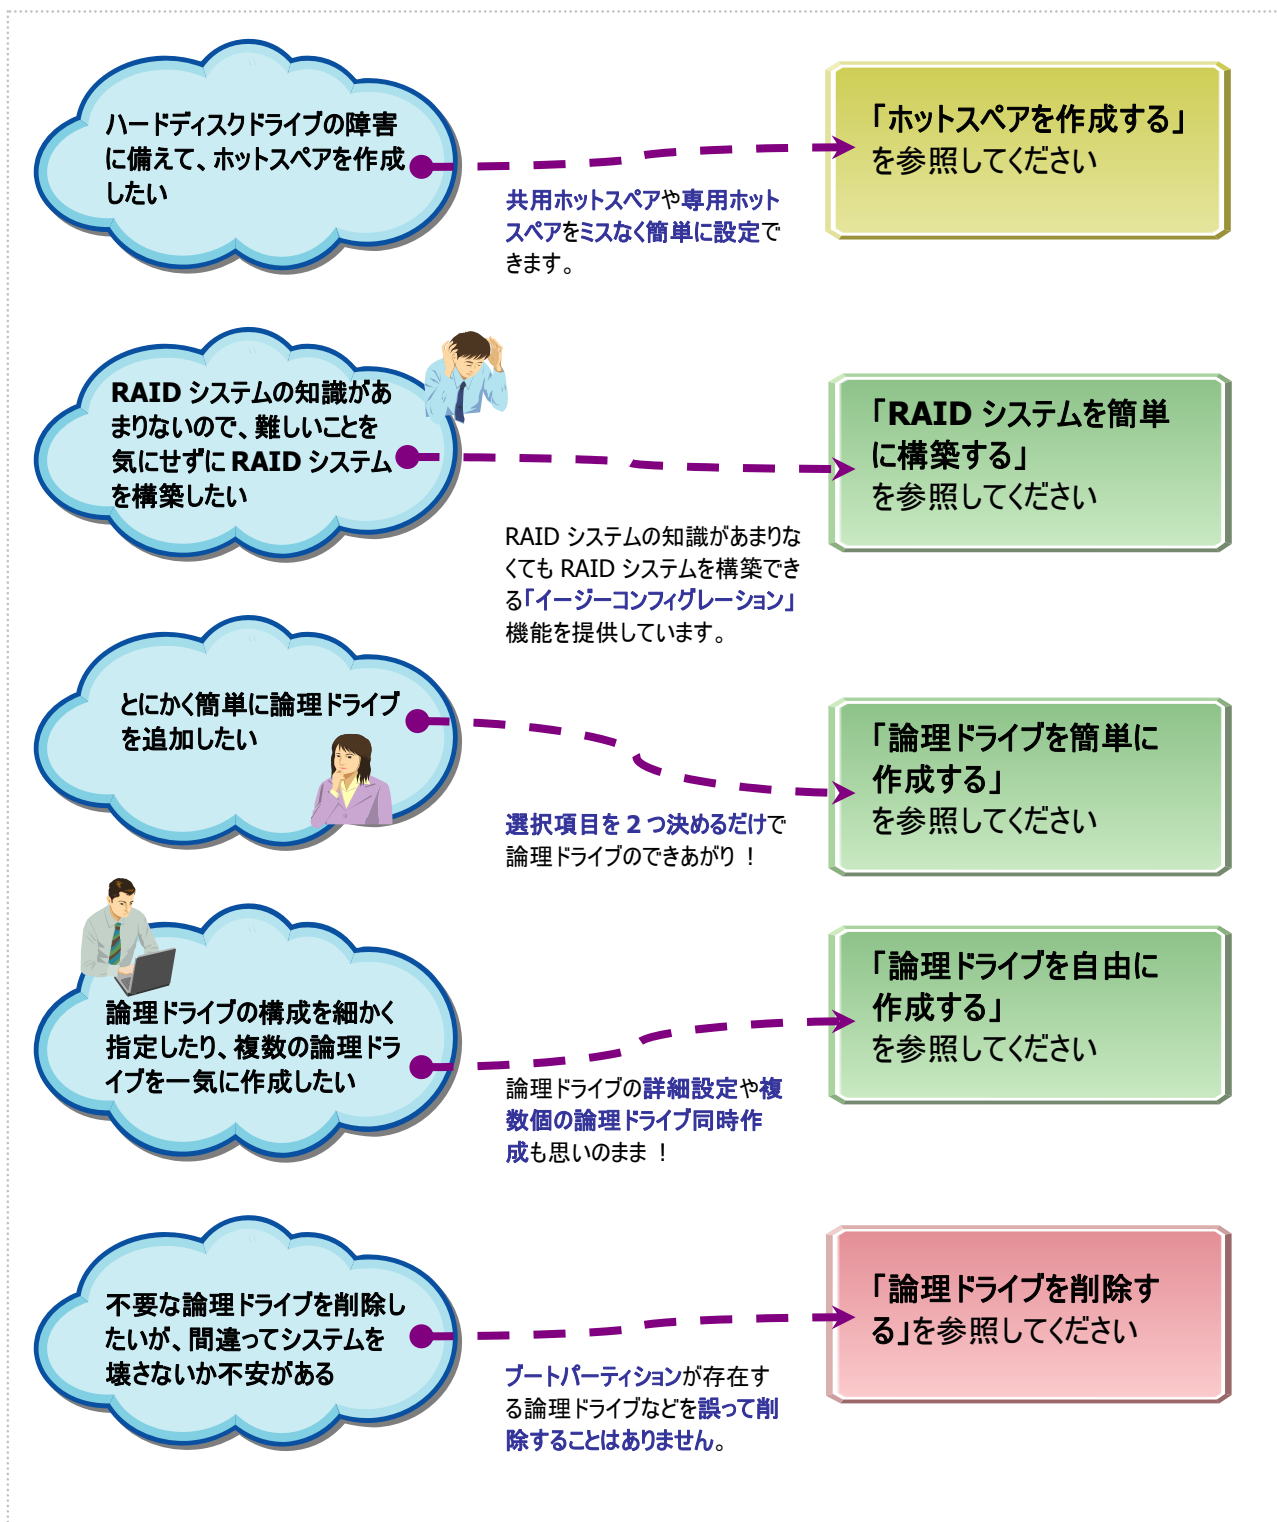 ハードディスクドライブの障害
に備えて、ホットスペアを作成
したい
「ホットスペアを作成する」
を参照してください
共用ホットスペアや専用ホット
スペアをミスなく簡単に設定で
きます。
RAID システムの知識があ
まりないので、難しいことを
気にせずに RAID システム
を構築したい
「RAID システムを簡単
に構築する」
を参照してください
RAID システムの知識があまりな
くても RAID システムを構築でき
る「イージーコンフィグレーション」
機能を提供しています。
とにかく簡単に論理ドライブ
を追加したい
「論理ドライブを簡単に
作成する」
を参照してください
選択項目を 2 つ決めるだけで
論理ドライブのできあがり！
論理ドライブの構成を細かく
指定したり、複数の論理ドラ
イブを一気に作成したい
「論理ドライブを自由に
作成する」
を参照してください
論理ドライブの詳細設定や複
数個の論理ドライブ同時作
成も思いのまま！
不要な論理ドライブを削除し
たいが、間違ってシステムを
壊さないか不安がある
「論理ドライブを削除す
る」を参照してください
ブートパーティションが存在す
る論理ドライブなどを誤って削
除することはありません。